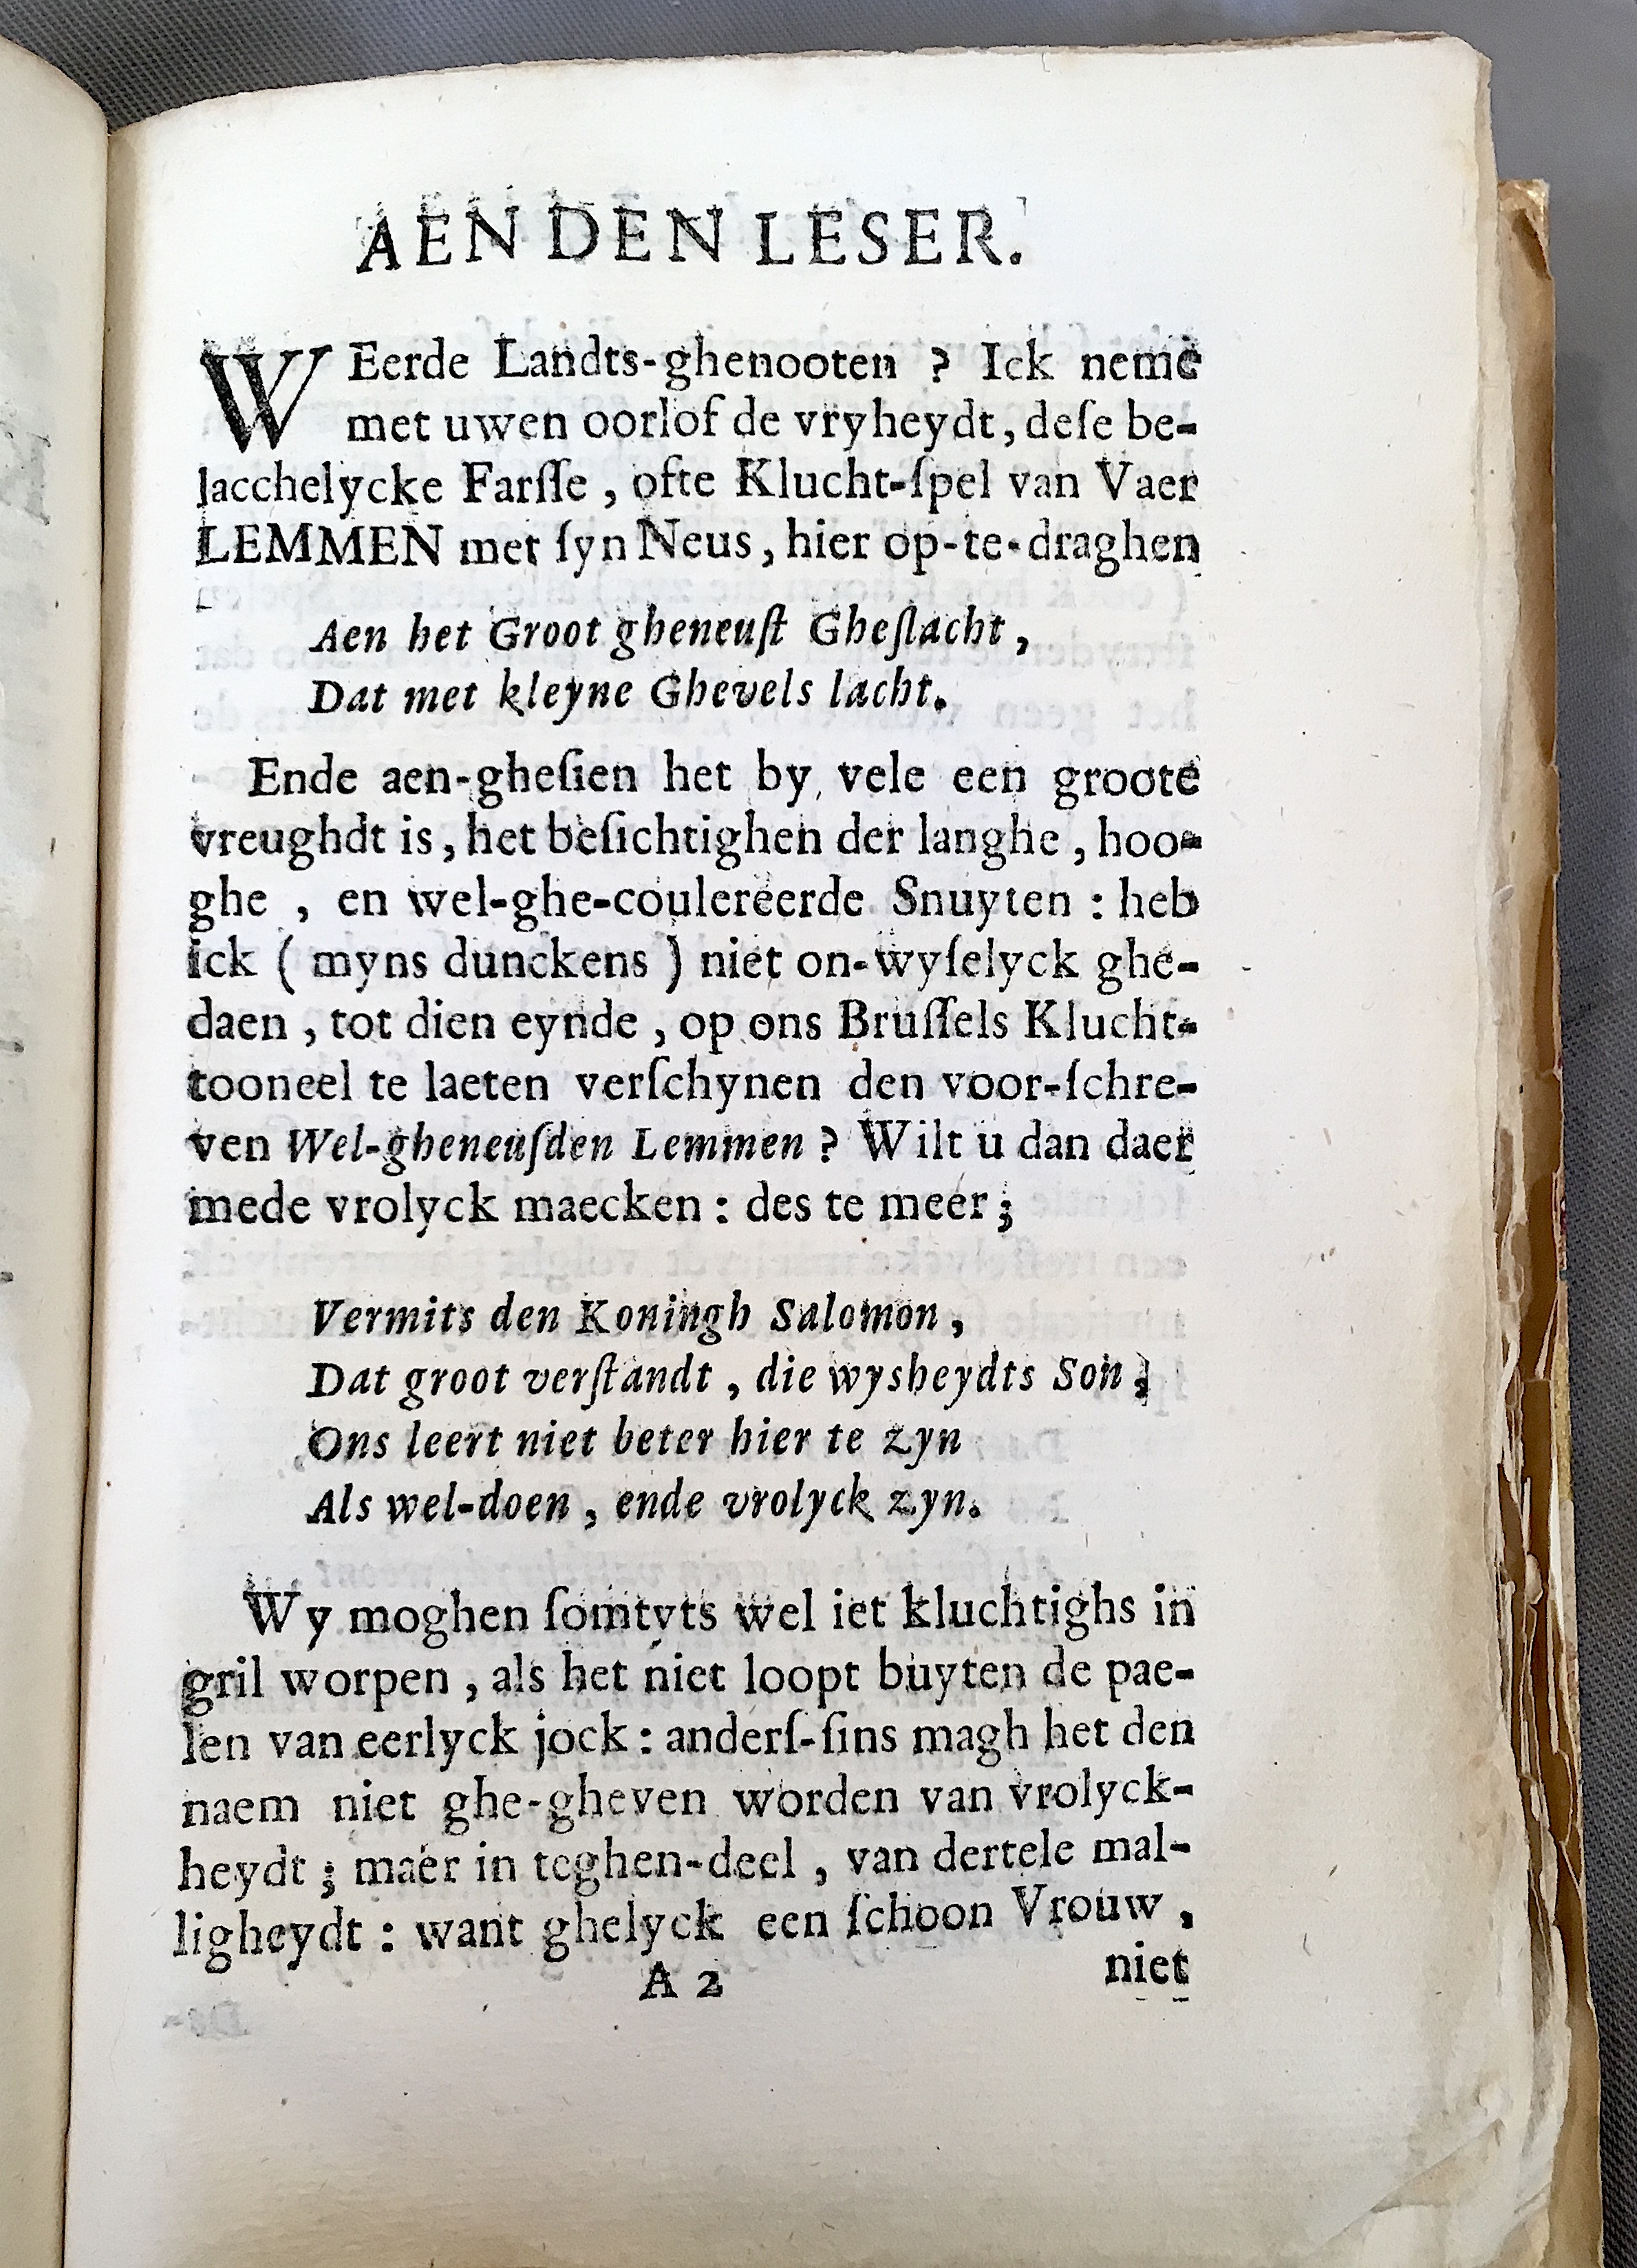 AEN DEN LESER.
WEerde Landts-ghenooten ? Ick neme
met uwen oorlof de vryheydt, deſe be-
lacchelycke Farſſe, ofte Klucht-ſpel van Vaer
LEMMEN met ſyn Neus, hier op-te-draghen
Aen het Groot gheneuſt Gheſlacht,
Dat met kleyne Ghevels lacht.
Ende aen-gheſien het by vele een groote
vreughdt is, het beſichtighen der langhe, hoo-
ghe, en wel-ghe-coulereerde Snuyten : heb
ick ( myns dunckens ) niet on-wyſelyck ghe-
daen, tot dien eynde, op ons Bruſſels Klucht-
tooneel te laeten verſchynen den voor-ſchre-
ven Wel-gheneuſden Lemmen ? Wilt u dan daer
mede vrolyck maecken : des te meer ;
Vermits den Koningh Salomon,
Dat groot verſtandt, die wysheydts Son ;
Ons leert niet beter hier te zyn
Als wel-doen, ende vrolyck zyn.
Wy moghen ſomtyts wel iet kluchtighs in
gril worpen, als het niet loopt buyten de pae-
len van eerlyck jock : anderſ-ſins magh het den
naem niet ghe-gheven worden van vrolyck-
heydt ; maer in teghen-deel, van dertele mal-
ligheydt : want ghelyck een ſchoon Vrouw,
A 2 niet